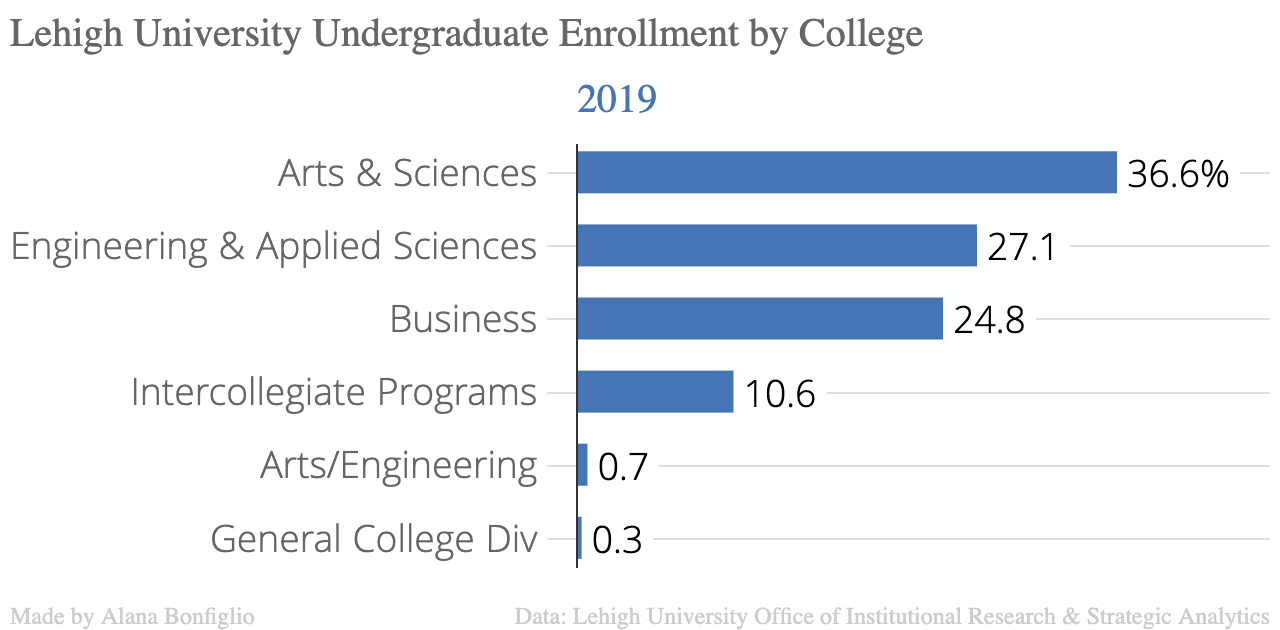 Lehigh University Undergraduate Enrollment by College
2019
Arts & Sciences 36.6%
Engineering & Applied Sciences 27.1
Business 24.8
Intercollegiate Programs 10.6
Arts/Engineering 0.7
General College Div 0.3
Made by Alana Bonfiglio Data: Lehigh University Office of Institutional Research & Strategic Analytics